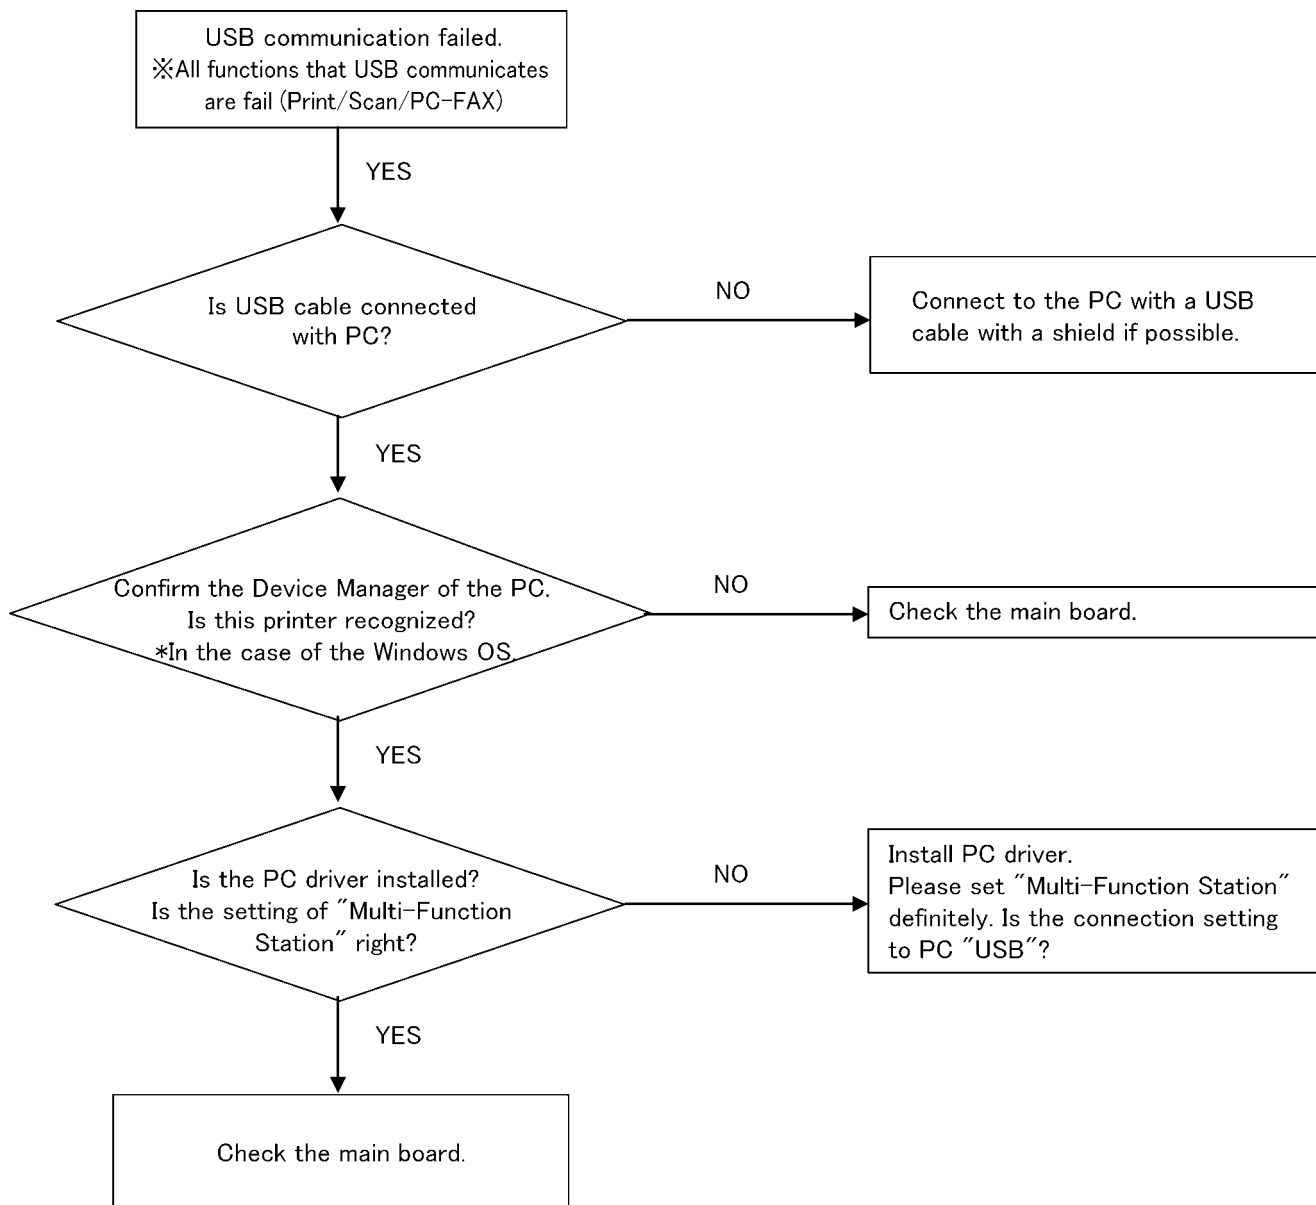 USB communication failed.
※All functions that USB communicates
are fail (Print/Scan/PC-FAX)
YES
Is USB cable connected
with PC?
NO
Connect to the PC with a USB
cable with a shield if possible.
YES
Confirm the Device Manager of the PC.
Is this printer recognized?
*In the case of the Windows OS.
NO
Check the main board.
YES
Is the PC driver installed?
Is the setting of "Multi-Function
Station" right?
NO
Install PC driver.
Please set "Multi-Function Station"
definitely. Is the connection setting
to PC "USB"?
YES
Check the main board.